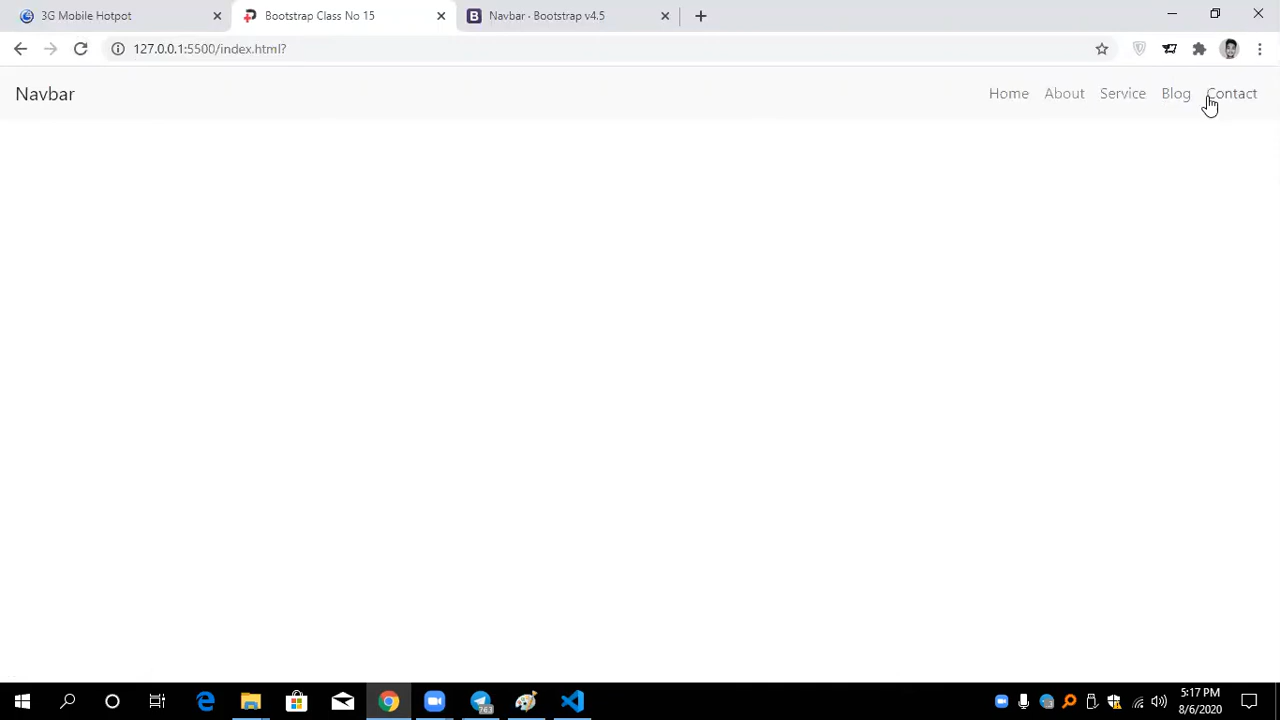 3G Mobile Hotpot
Bootstrap Class No 15
Navbar · Bootstrap v4.5
127.0.0.1:5500/index.html?
Navbar
Home About Service Blog Contact
263
5:17 PM
8/6/2020